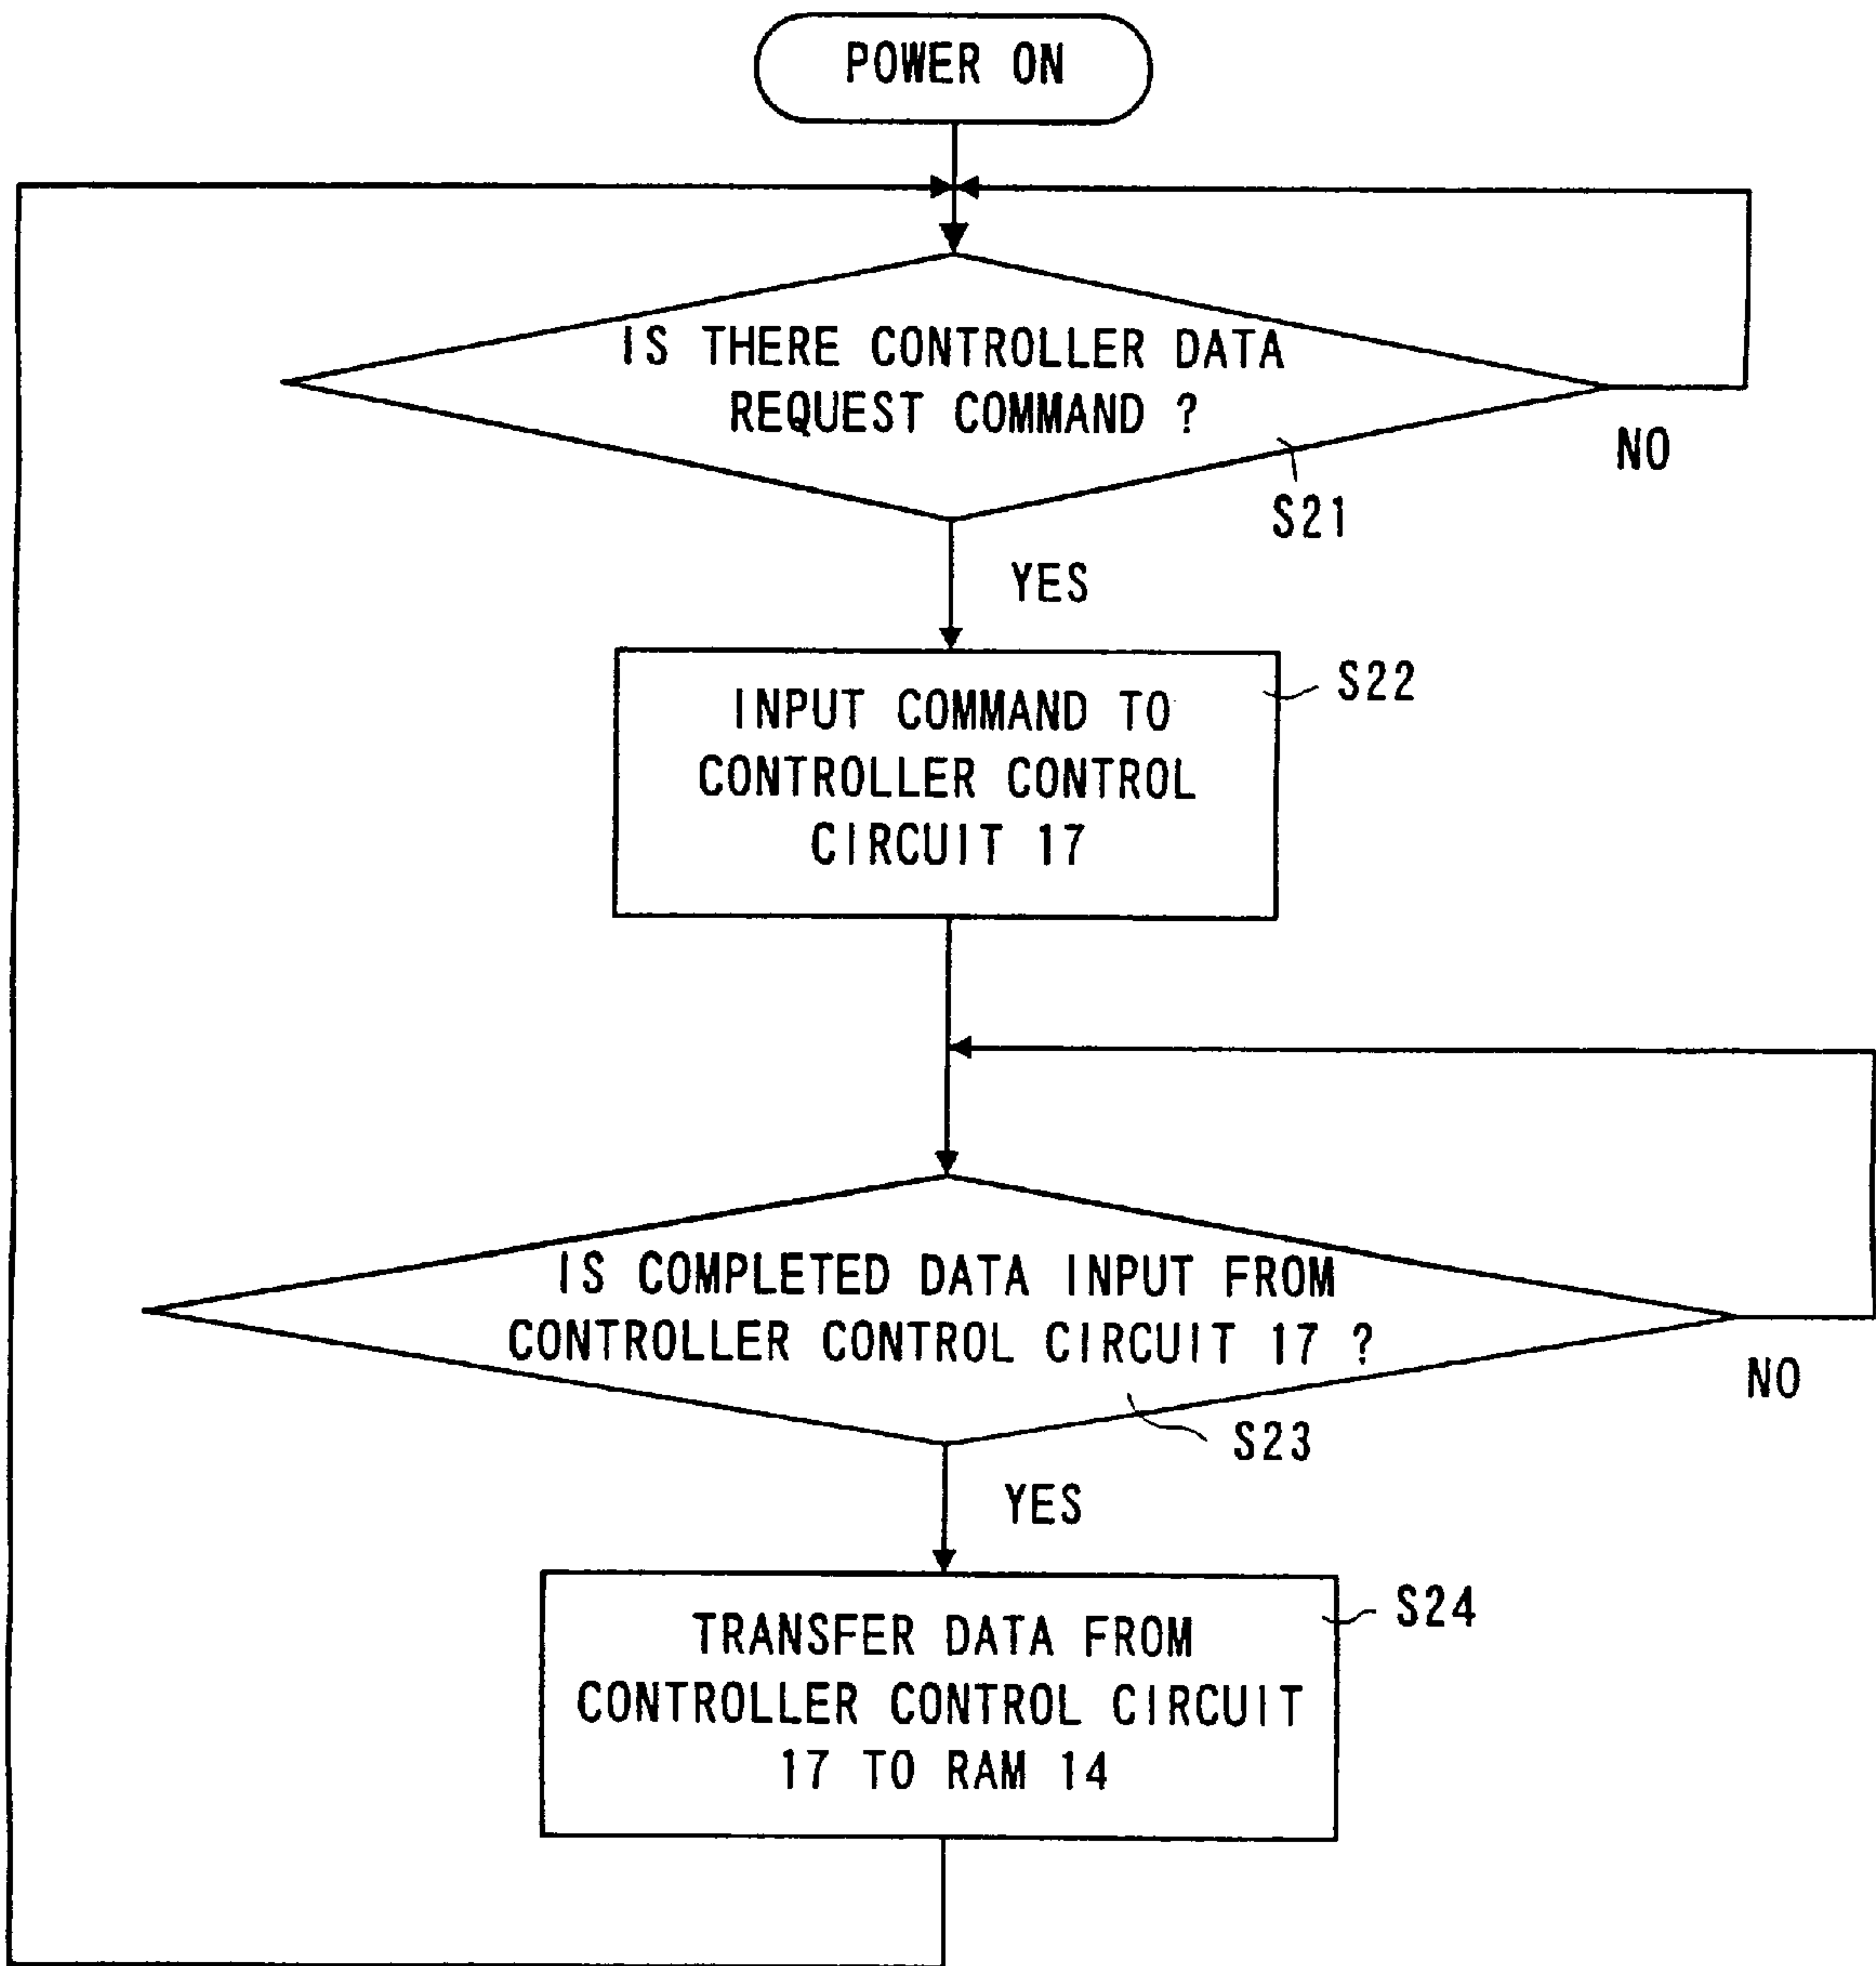 POWER ON
IS THERE CONTROLLER DATA
REQUEST COMMAND ?
NO
S21
YES
S22
INPUT COMMAND TO
CONTROLLER CONTROL
CIRCUIT 17
IS COMPLETED DATA INPUT FROM
CONTROLLER CONTROL CIRCUIT 17 ?
NO
S23
YES
S24
TRANSFER DATA FROM
CONTROLLER CONTROL CIRCUIT
17 TO RAM 14